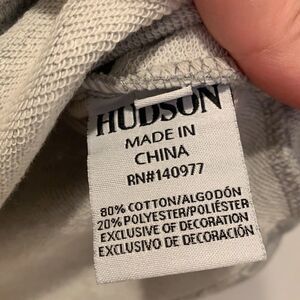 HUDSON
MADE IN
CHINA
RN#140977
80% COTTON/ALGODÓN
20% POLYESTER/POLIÉSTER
EXCLUSIVE OF DECORATION
EXCLUSIVO DE DECORACIÓN